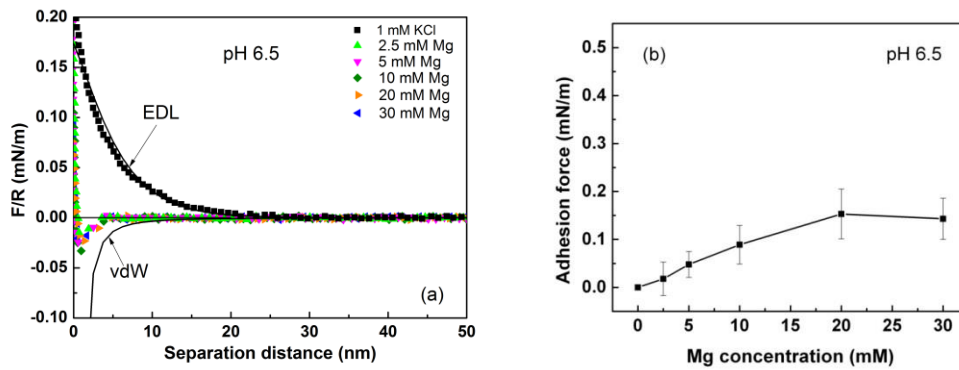 0.20
0.15
0.10
0.05
0.00
-0.05
-0.10
F/R (mN/m)
pH 6.5
1 mM KCl
2.5 mM Mg
5 mM Mg
10 mM Mg
20 mM Mg
30 mM Mg
EDL
vdW
(a)
0 10 20 30 40 50
Separation distance (nm)
(b)
pH 6.5
0.5
0.4
0.3
0.2
0.1
0.0
Adhesion force (mN/m)
0 5 10 15 20 25 30
Mg concentration (mM)